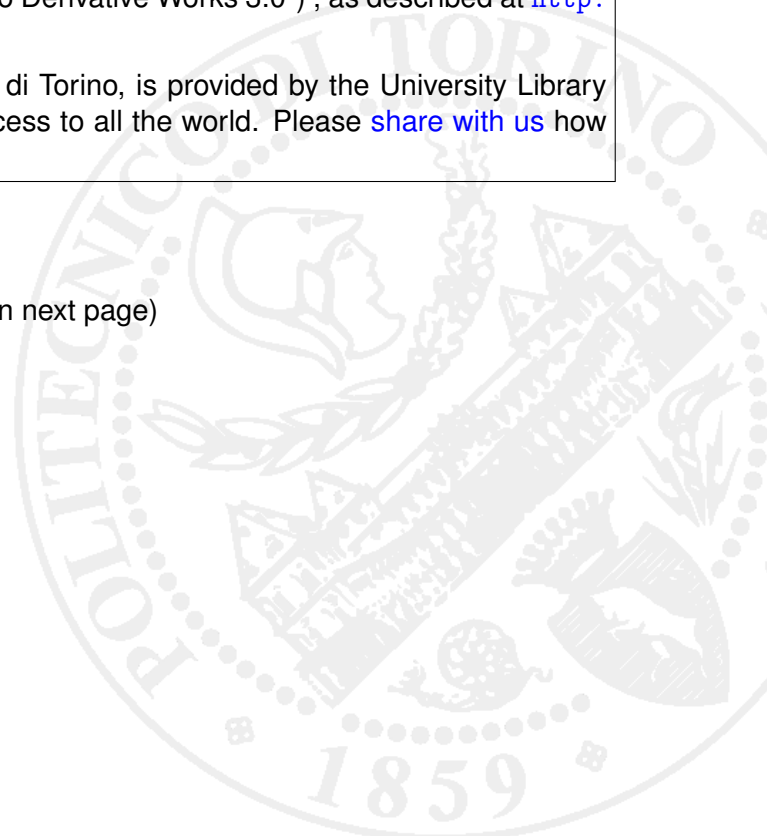 o Derivative Works 3.0") , as described at http:
di Torino, is provided by the University Library
cess to all the world. Please share with us how
n next page)
POLITECNICO DI TORINO
1859